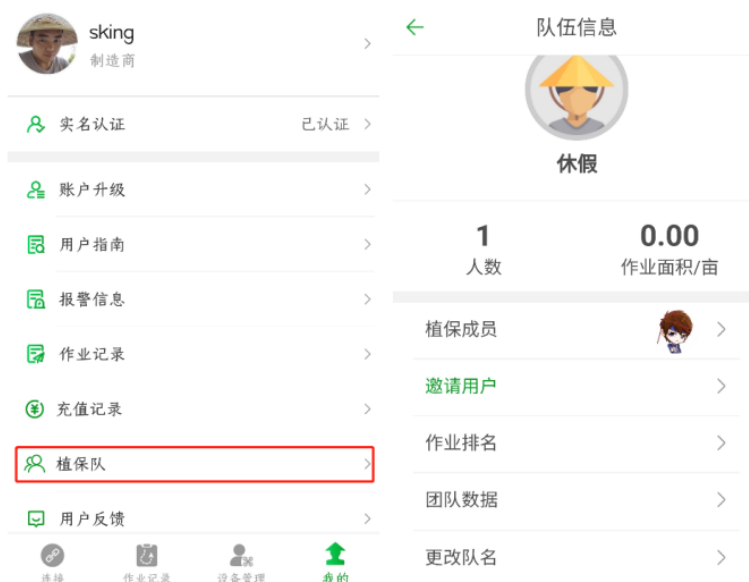 sking
制造商
实名认证 已认证
账户升级
用户指南
报警信息
作业记录
充值记录
植保队
用户反馈
连接 作业记录 设备管理 我的
队伍信息
休假
1 0.00
人数 作业面积/亩
植保成员
邀请用户
作业排名
团队数据
更改队名